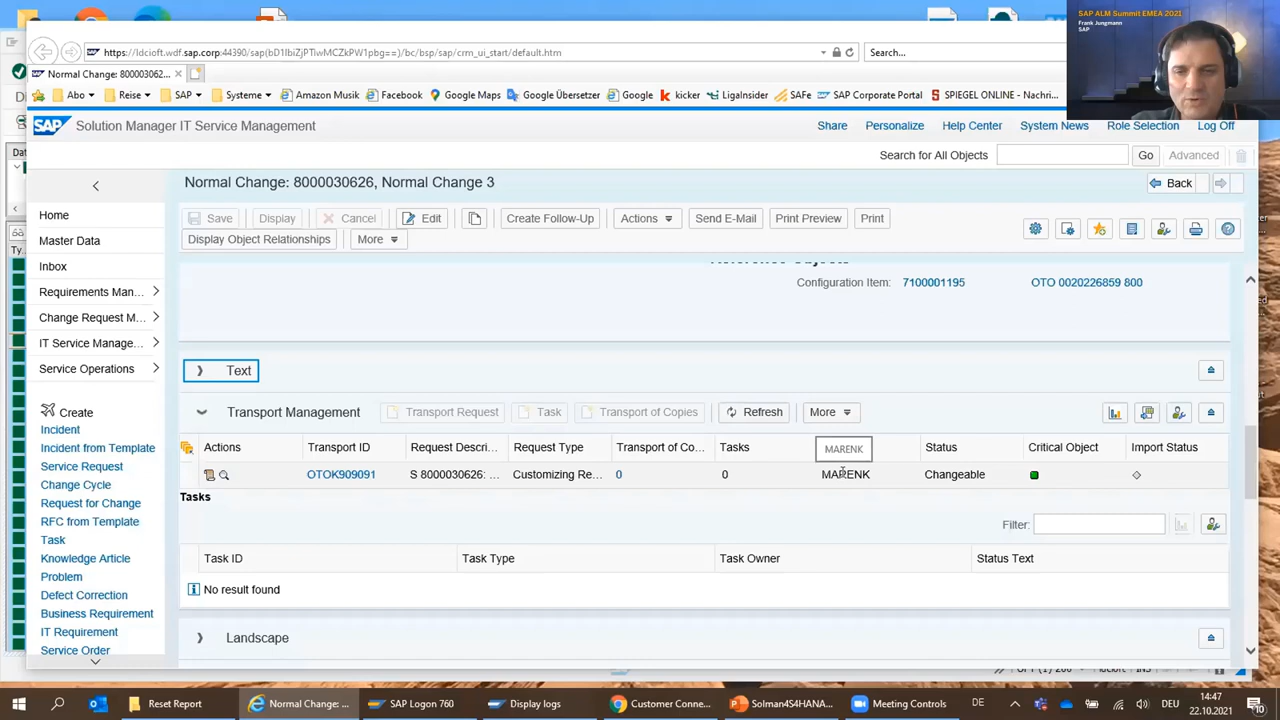 SAP ALM Summit EMEA 2021
Frank Jungmann
SAP
https://ldcioft.wdf.sap.corp:44390/sap(bD1lbiZjPTiwMCZkPW1pbg==)/bc/bsp/sap/crm_ui_start/default.htm
Search...
Normal Change: 800003062...
Abo
Reise
SAP
Systeme
Amazon Musik
Facebook
Google Maps
Google Übersetzer
Google
kicker
LigaInsider
SAFe
SAP Corporate Portal
SPIEGEL ONLINE - Nachri...
SAP
Solution Manager IT Service Management
Share
Personalize
Help Center
System News
Role Selection
Log Off
Search for All Objects
Go
Advanced
Normal Change: 8000030626, Normal Change 3
Back
Save
Display
Cancel
Edit
Create Follow-Up
Actions
Send E-Mail
Print Preview
Print
Display Object Relationships
More
Home
Master Data
Inbox
Requirements Man...
Change Request M...
IT Service Manage...
Service Operations
Create
Incident
Incident from Template
Service Request
Change Cycle
Request for Change
RFC from Template
Task
Knowledge Article
Problem
Defect Correction
Business Requirement
IT Requirement
Service Order
Configuration Item:
7100001195
OTO 0020226859 800
Text
Transport Management
Transport Request
Task
Transport of Copies
Refresh
More
Actions
Transport ID
Request Descri...
Request Type
Transport of Co...
Tasks
MARENK
Status
Critical Object
Import Status
OTOK909091
S 8000030626: ...
Customizing Re...
0
0
MARENK
Changeable
Tasks
Filter:
Task ID
Task Type
Task Owner
Status Text
No result found
Landscape
Reset Report
Normal Change: ...
SAP Logon 760
Display logs
Customer Conne...
Solman4S4HANA...
Meeting Controls
DE
DEU
14:47
22.10.2021
10